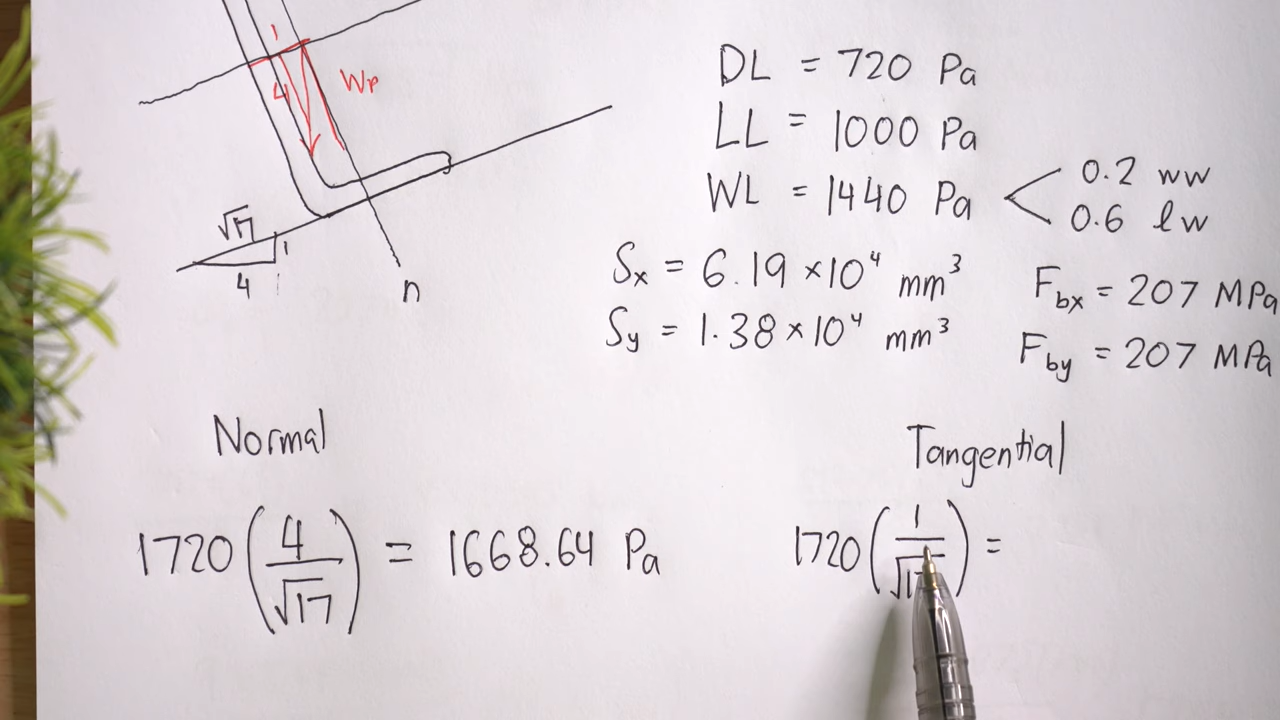 1
4
Wp
√17
1
4
n
DL = 720 Pa
LL = 1000 Pa
WL = 1440 Pa < 0.2 ww
0.6 lw
Sx = 6.19 × 10⁴ mm³
Sy = 1.38 × 10⁴ mm³
Fbx = 207 MPa
Fby = 207 MPa
Normal
1720 (4/√17) = 1668.64 Pa
Tangential
1720 (1/√1) =